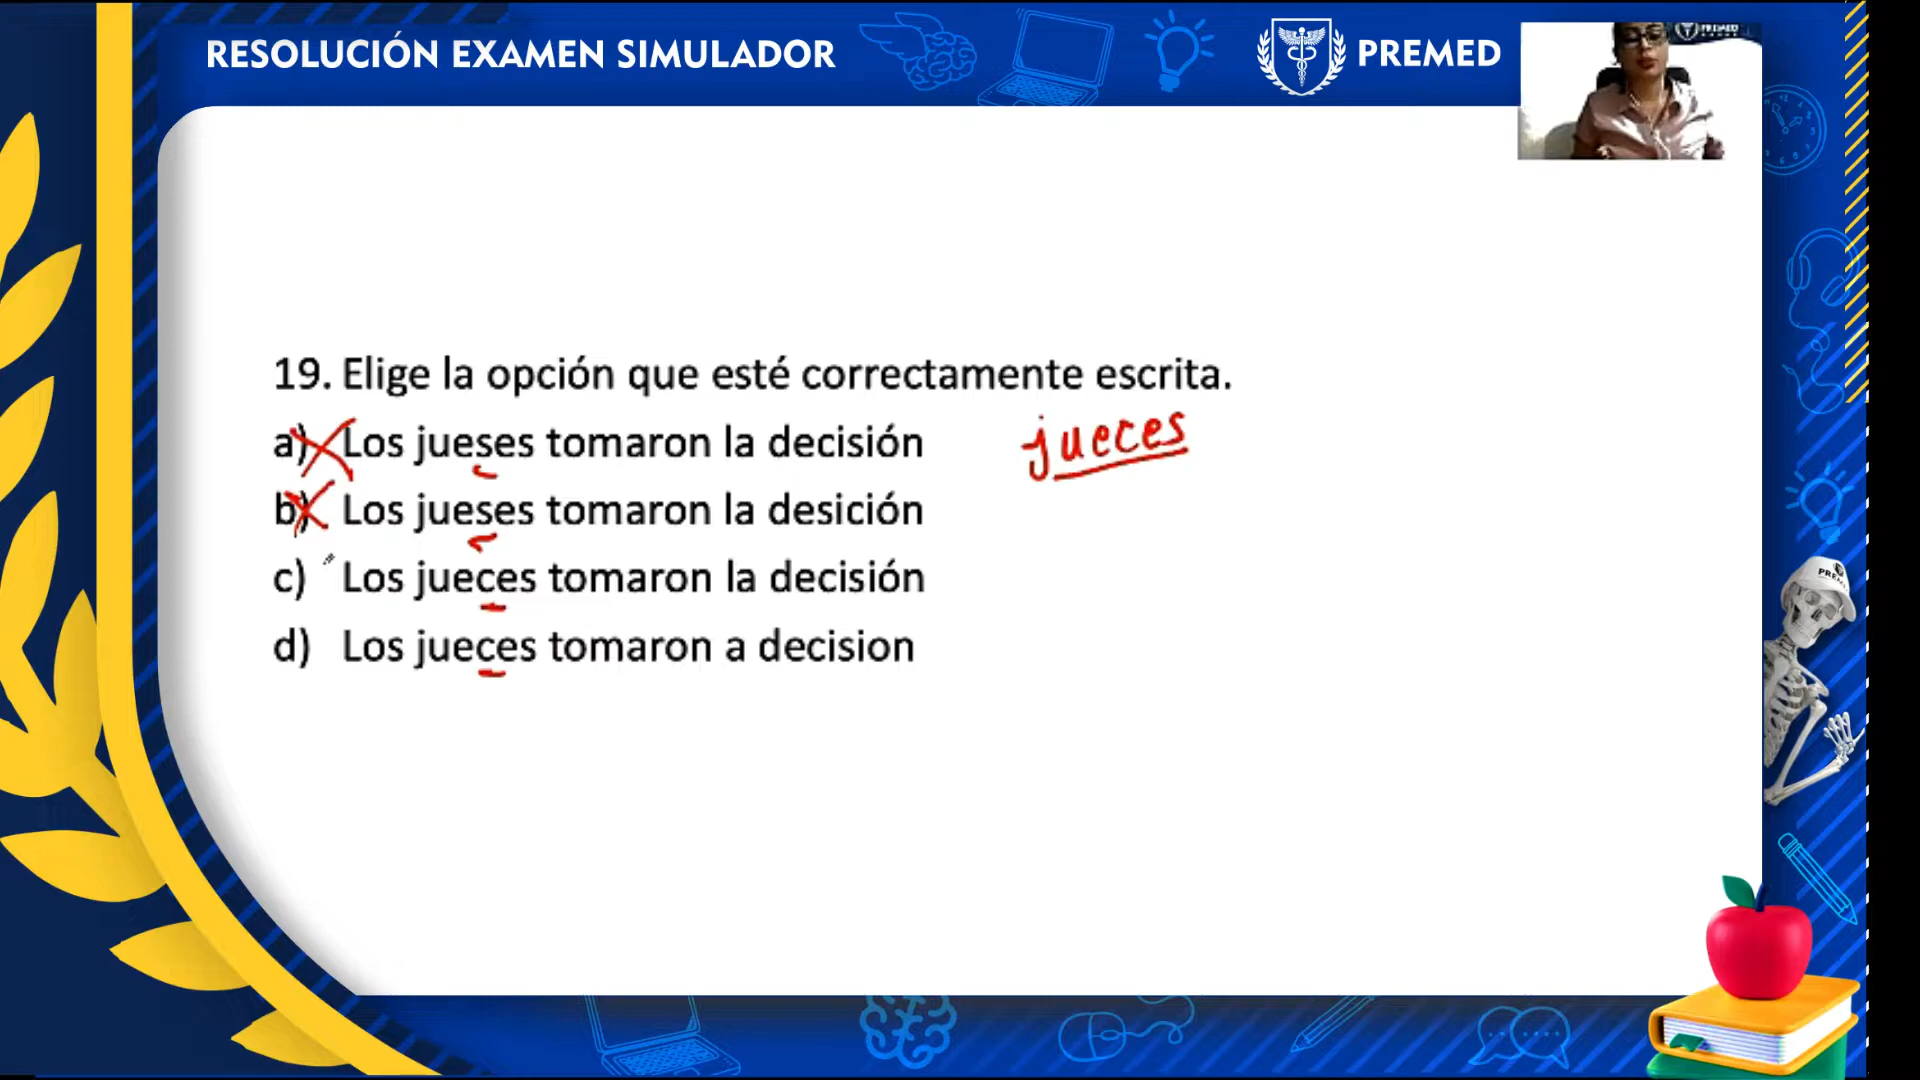 RESOLUCIÓN EXAMEN SIMULADOR
PREMED
19. Elige la opción que esté correctamente escrita.
a) Los jueses tomaron la decisión
jueces
b) Los jueses tomaron la desición
c) Los jueces tomaron la decisión
d) Los jueces tomaron a decision